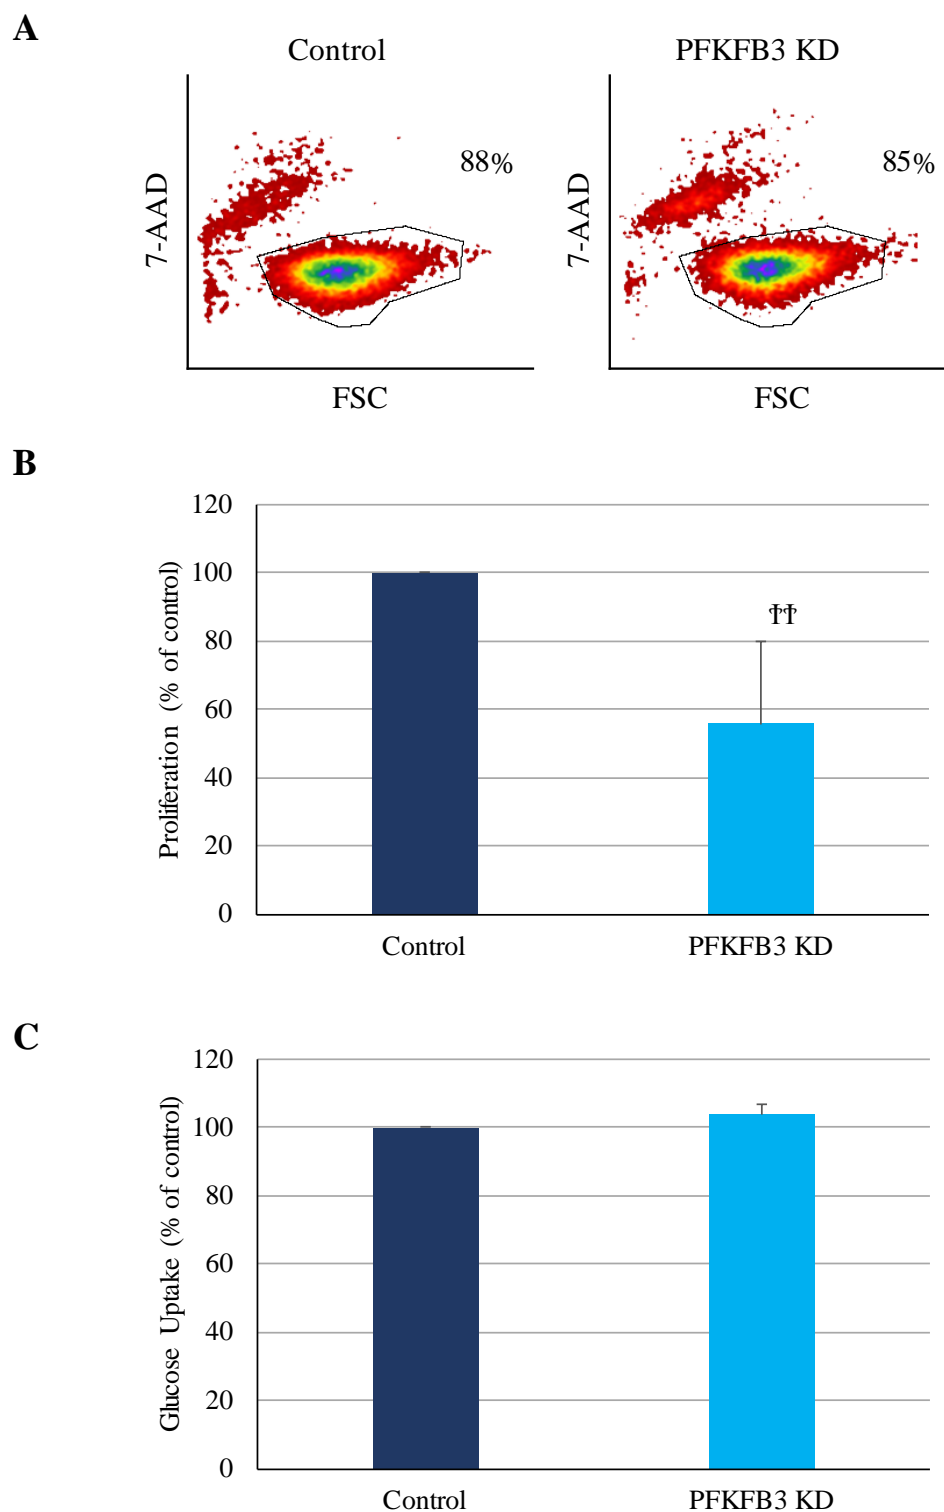 A
Control
PFKFB3 KD
88%
85%
7-AAD
7-AAD
FSC
FSC
B
120
100
80
60
40
20
0
Proliferation (% of control)
††
Control
PFKFB3 KD
C
120
100
80
60
40
20
0
Glucose Uptake (% of control)
Control
PFKFB3 KD